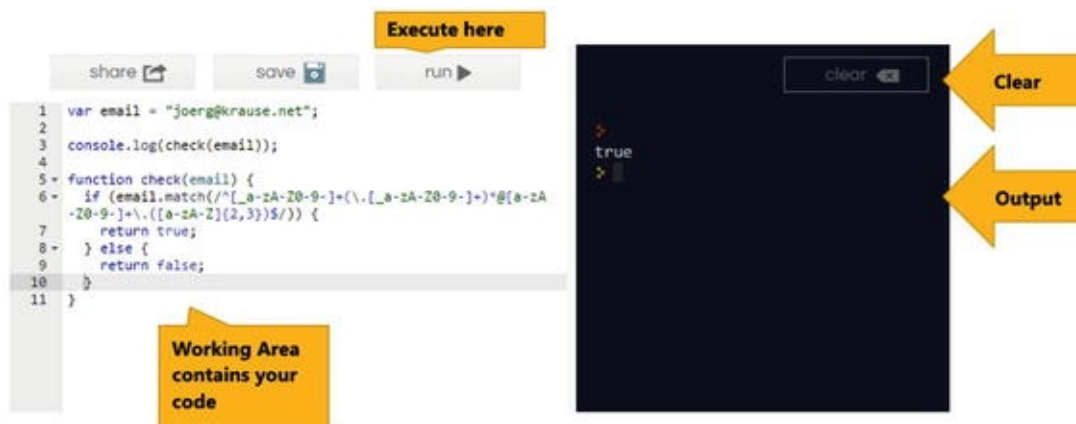 Execute here
share
save
run
clear
Clear
1 var email = "joerg@krause.net";
2
3 console.log(check(email));
4
5 function check(email) {
6 if (email.match(/^[_a-zA-Z0-9-]+(\.[_a-zA-Z0-9-]+)*@[a-zA
-Z0-9-]+\.([a-zA-Z]{2,3})$/)) {
7 return true;
8 } else {
9 return false;
10 }
11 }
true
Output
Working Area
contains your
code